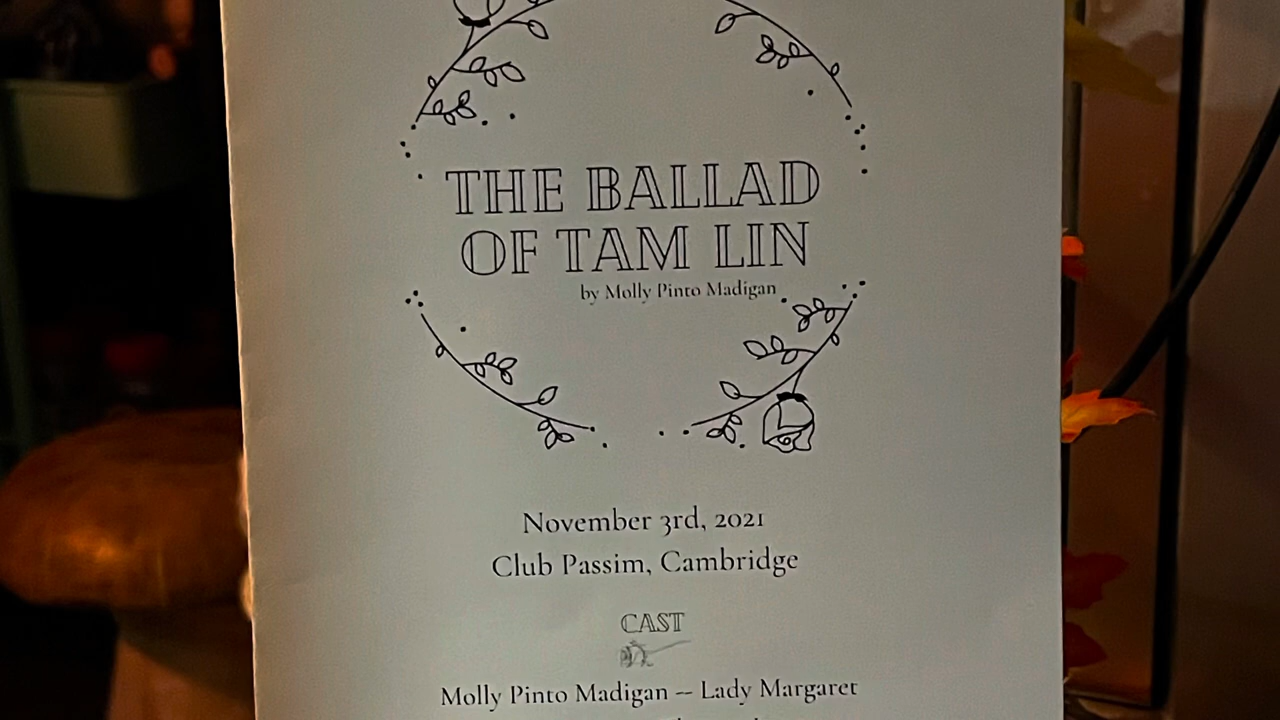 THE BALLAD
OF TAM LIN
by Molly Pinto Madigan
November 3rd, 2021
Club Passim, Cambridge
CAST
Molly Pinto Madigan -- Lady Margaret